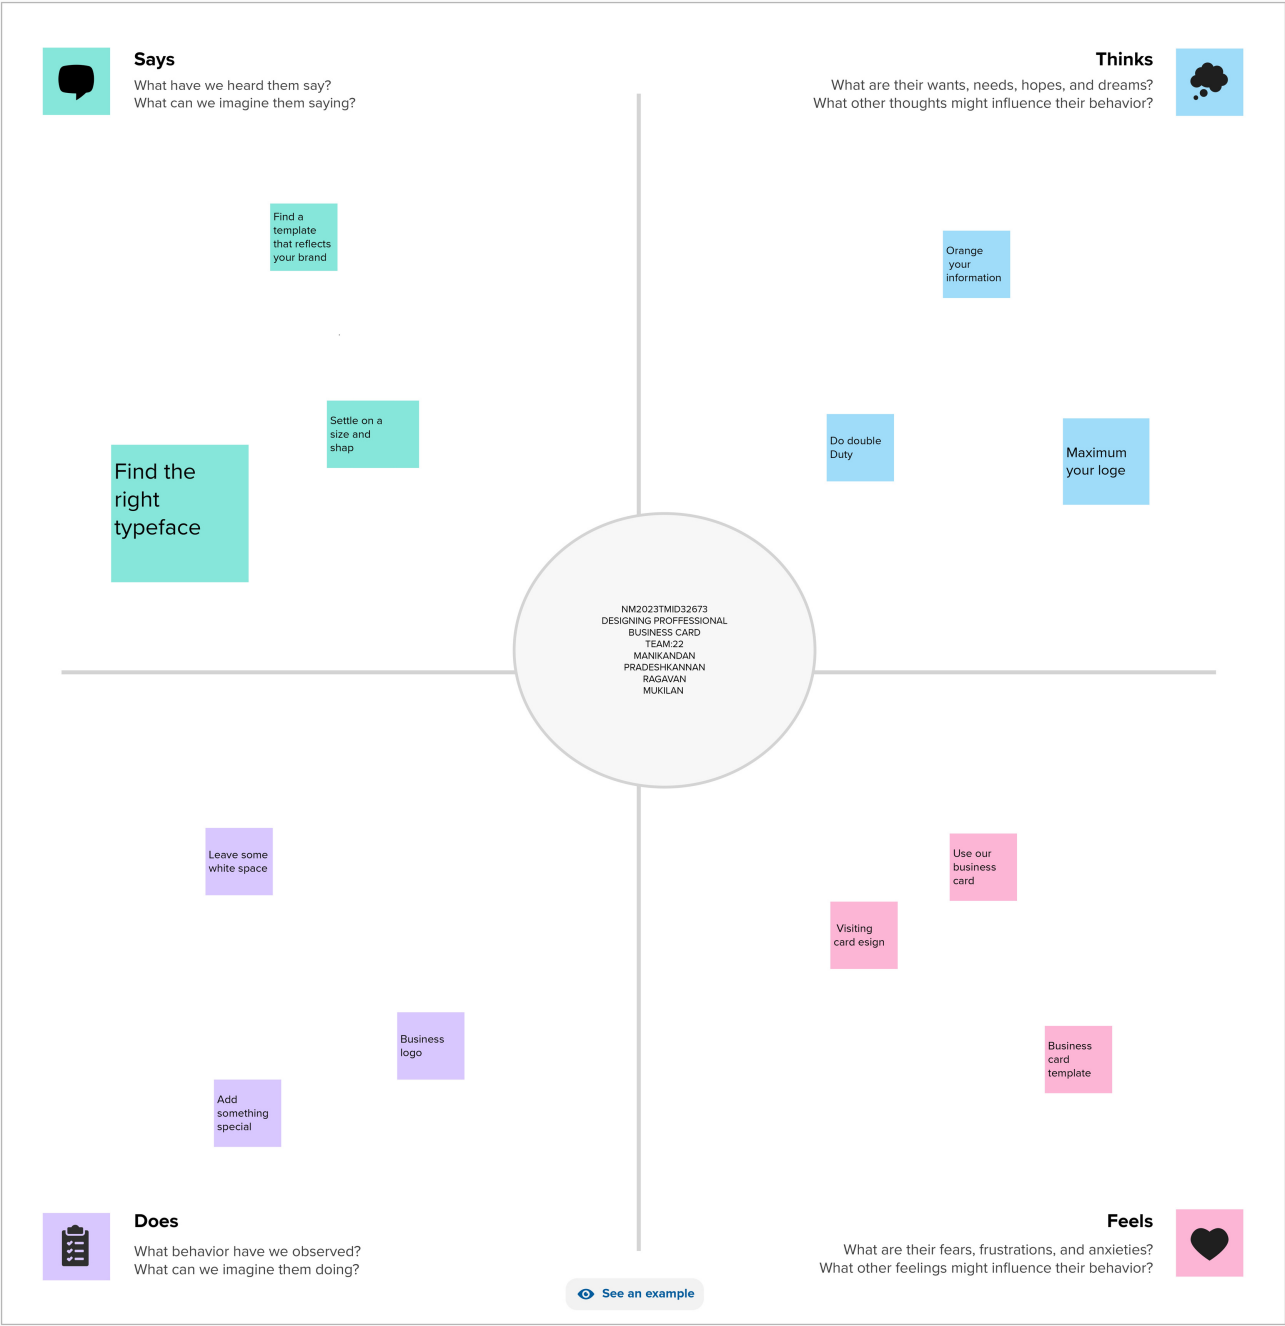 Says
What have we heard them say?
What can we imagine them saying?
Thinks
What are their wants, needs, hopes, and dreams?
What other thoughts might influence their behavior?
Find a
template
that reflects
your brand
Settle on a
size and
shap
Find the
right
typeface
Orange
your
information
Do double
Duty
Maximum
your loge
NM2023TMID32673
DESIGNING PROFFESSIONAL
BUSINESS CARD
TEAM:22
MANIKANDAN
PRADESHKANNAN
RAGAVAN
MUKILAN
Leave some
white space
Business
logo
Add
something
special
Use our
business
card
Visiting
card esign
Business
card
template
Does
What behavior have we observed?
What can we imagine them doing?
Feels
What are their fears, frustrations, and anxieties?
What other feelings might influence their behavior?
See an example